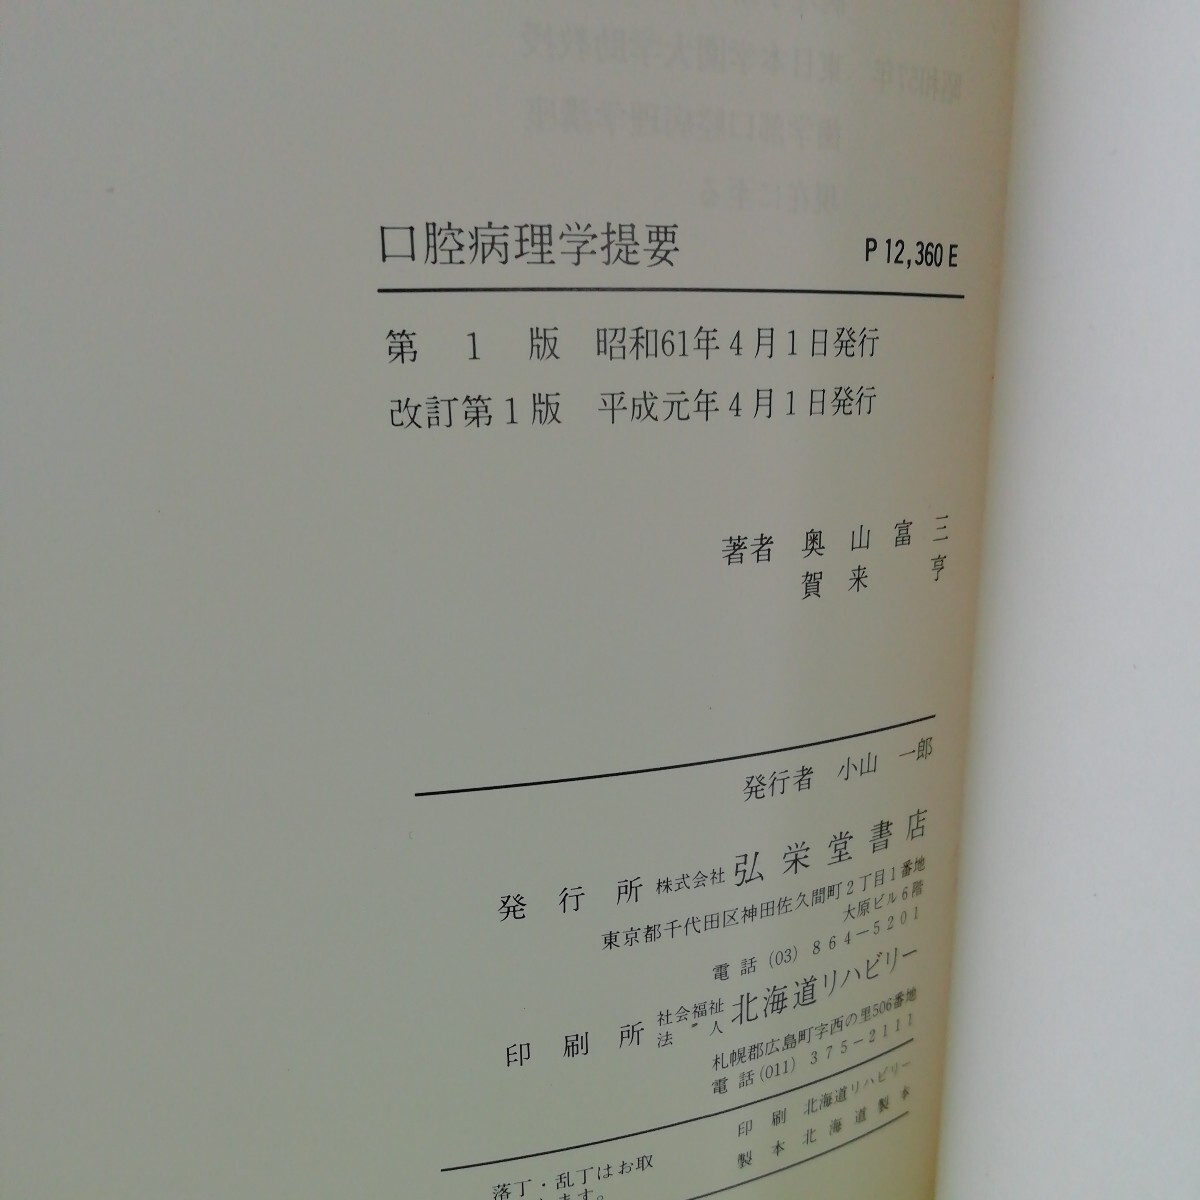 口腔病理学提要　P12,360E
第　1　版　昭和61年4月1日発行
改訂第1版　平成元年4月1日発行
著者　奥山富三
賀来　亨
発行者　小山　一郎
発行所　株式会社　弘栄堂書店
東京都千代田区神田佐久間町2丁目1番地
大原ビル6階
電話(03)　864－5201
印刷所　社会福祉法人　北海道リハビリー
札幌郡広島町字西の里506番地
電話(011)　375－2111
印刷　北海道リハビリー
製本　北海道製本
落丁・乱丁はお取
ます。